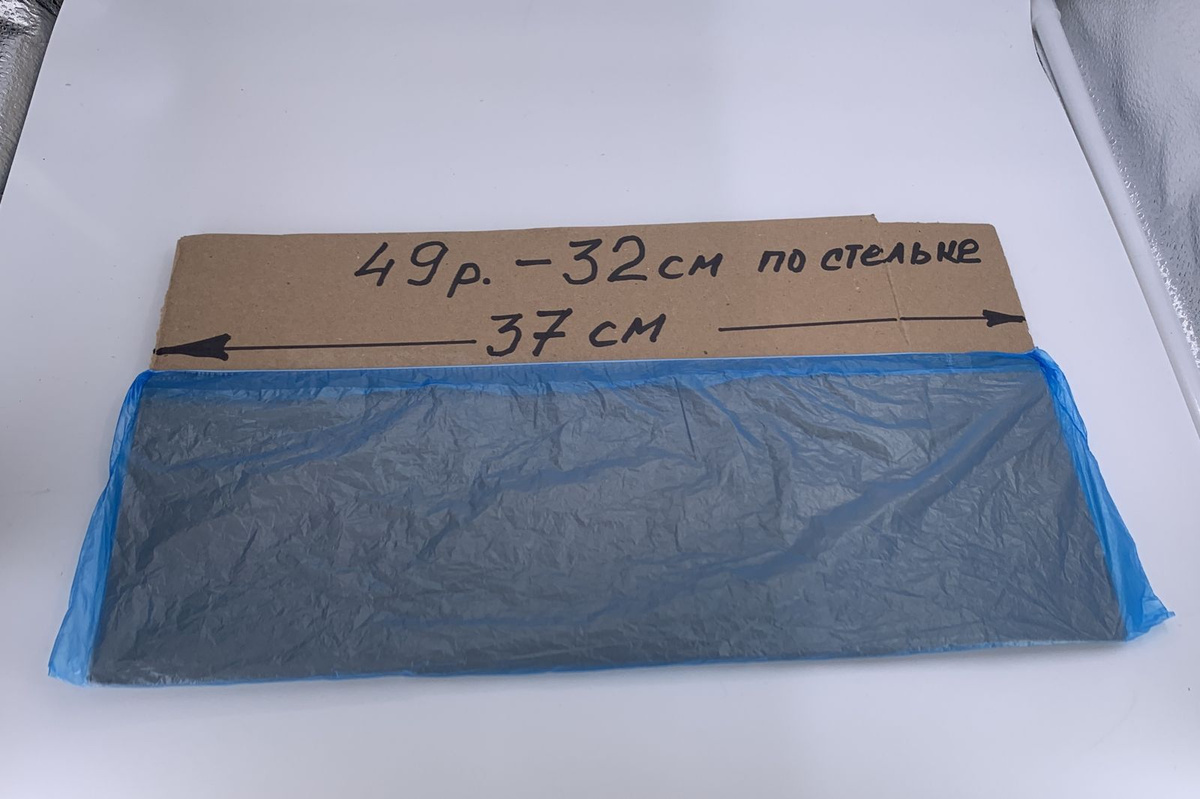 49р. - 32см по стельке
37 см